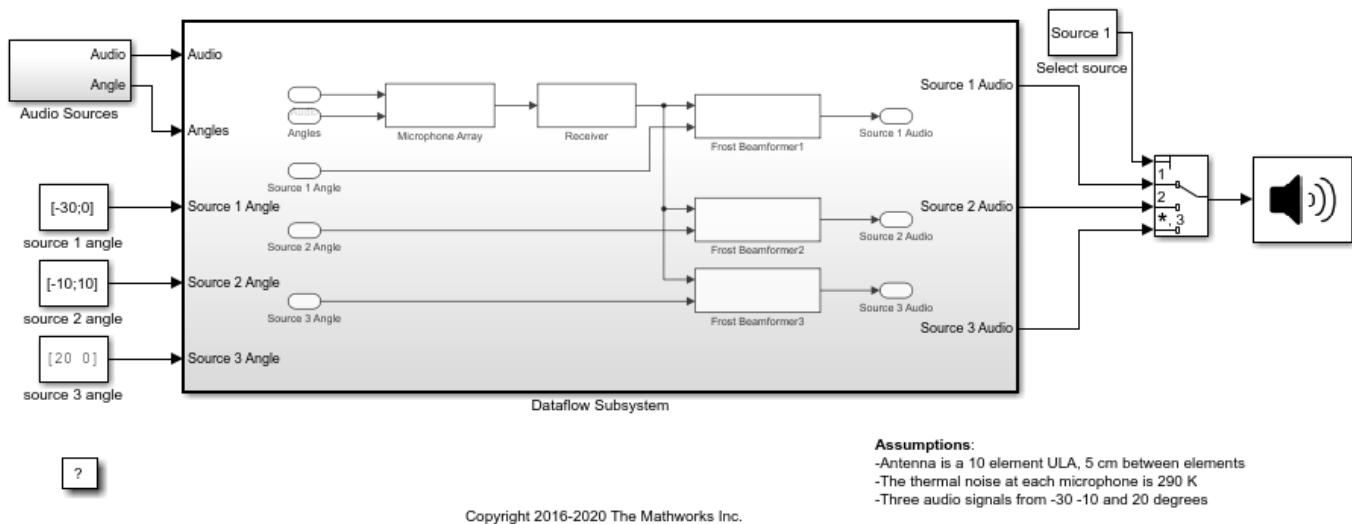 Source 1
Select source
Audio
Angle
Audio Sources
Audio
Angles
Audio
Angles
Microphone Array
Receiver
Frost Beamformer1
Source 1 Audio
Source 1 Audio
Source 1 Angle
[-30;0]
source 1 angle
Source 1 Angle
Source 2 Angle
Frost Beamformer2
Source 2 Audio
Source 2 Audio
1
2
*, 3
[-10;10]
source 2 angle
Source 2 Angle
Source 3 Angle
Frost Beamformer3
Source 3 Audio
Source 3 Audio
[20 0]
source 3 angle
Source 3 Angle
Dataflow Subsystem
?
Assumptions:
-Antenna is a 10 element ULA, 5 cm between elements
-The thermal noise at each microphone is 290 K
-Three audio signals from -30 -10 and 20 degrees
Copyright 2016-2020 The Mathworks Inc.